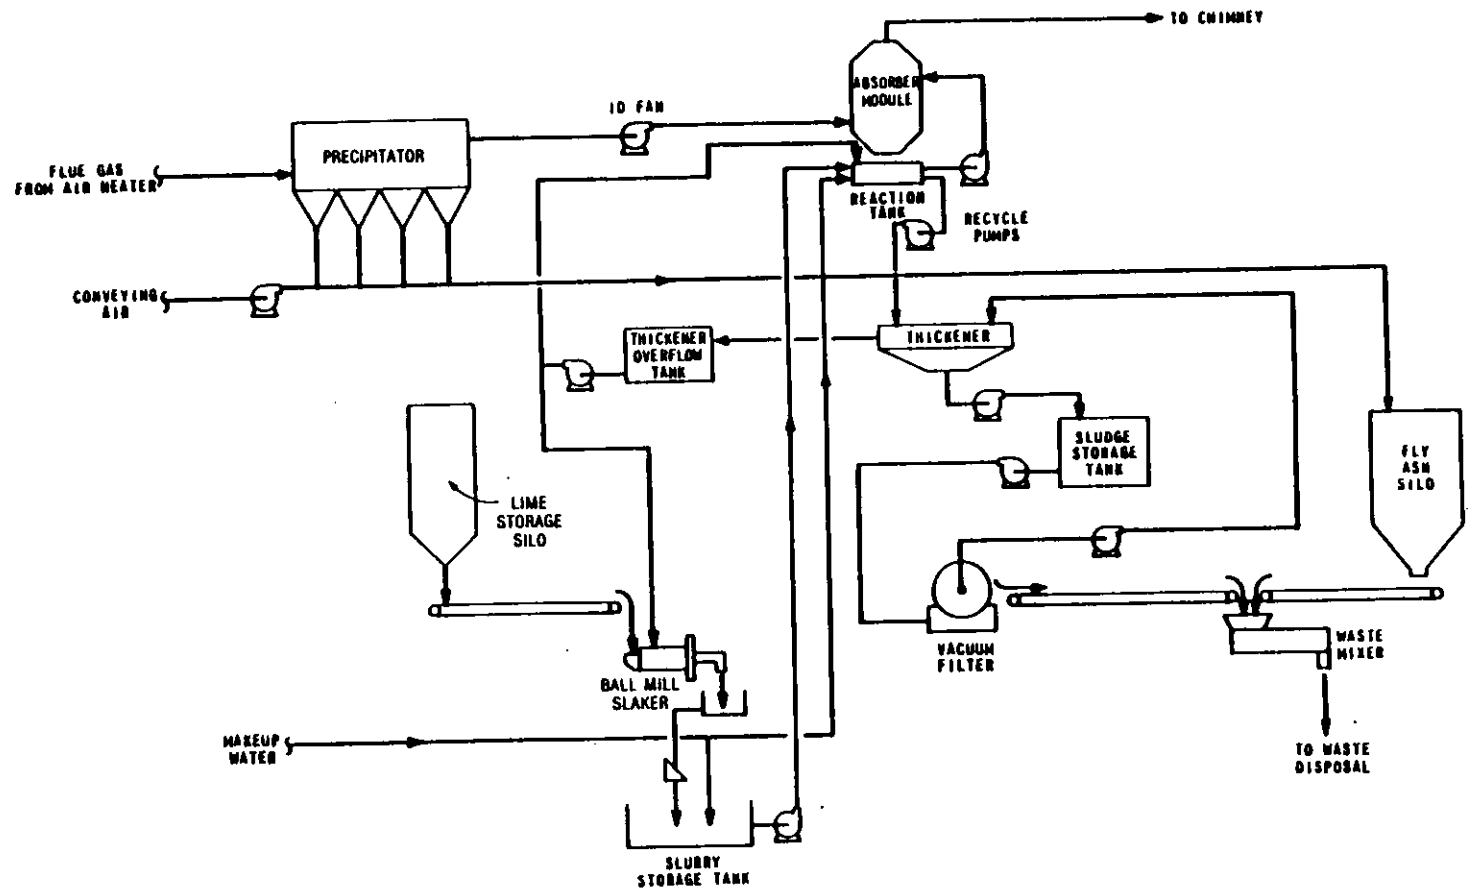 TO CHIMNEY
ABSORBER
MODULE
ID FAN
PRECIPITATOR
FLUE GAS
FROM AIR HEATER
REACTION
TANK
RECYCLE
PUMPS
CONVEYING
AIR
THICKENER
OVERFLOW
TANK
THICKENER
SLUDGE
STORAGE
TANK
FLY
ASH
SILO
LIME
STORAGE
SILO
VACUUM
FILTER
WASTE
MIXER
BALL MILL
SLAKER
MAKEUP
WATER
TO WASTE
DISPOSAL
SLURRY
STORAGE TANK